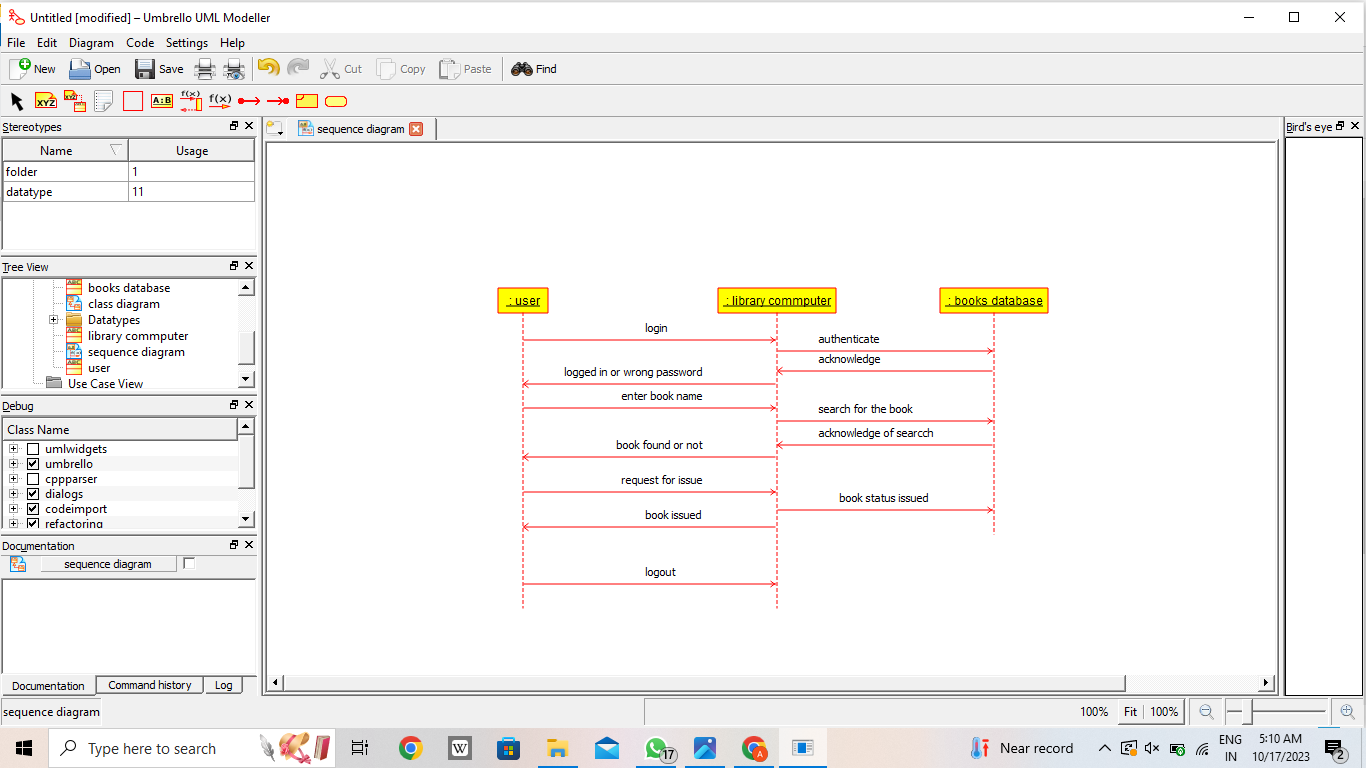 Untitled [modified] – Umbrello UML Modeller
File Edit Diagram Code Settings Help
New Open Save Cut Copy Paste Find
XYZ XYZ A:B f(x) f(x)
Stereotypes
Name Usage
folder 1
datatype 11
Tree View
books database
class diagram
Datatypes
library commputer
sequence diagram
user
Use Case View
Debug
Class Name
umlwidgets
umbrello
cppparser
dialogs
codeimport
refactoring
Documentation
sequence diagram
Documentation Command history Log
sequence diagram
sequence diagram
: user : library commputer : books database
login
authenticate
acknowledge
logged in or wrong password
enter book name
search for the book
acknowledge of searcch
book found or not
request for issue
book status issued
book issued
logout
Bird's eye
100% Fit 100%
Type here to search
W
17
A
Near record
ENG
IN
5:10 AM
10/17/2023
2